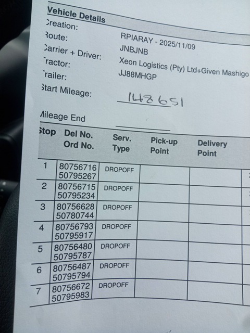 Vehicle Details
Creation: RPIARAY - 2025/11/09
Route: JNBJNB
Carrier + Driver: Xeon Logistics (Pty) Ltd+Given Mashigo
Tractor:
Trailer: JJ86MHGP
Start Mileage: 148651
Mileage End
Stop Del No. Serv. Pick-up Delivery
Ord No. Type Point Point
1 80756716 DROPOFF
50795267
2 80756715 DROPOFF
50795234
3 80756628 DROPOFF
50780744
4 80756793 DROPOFF
50795917
5 80756480 DROPOFF
50795787
6 80756487 DROPOFF
50795794
7 80756672 DROPOFF
50795983